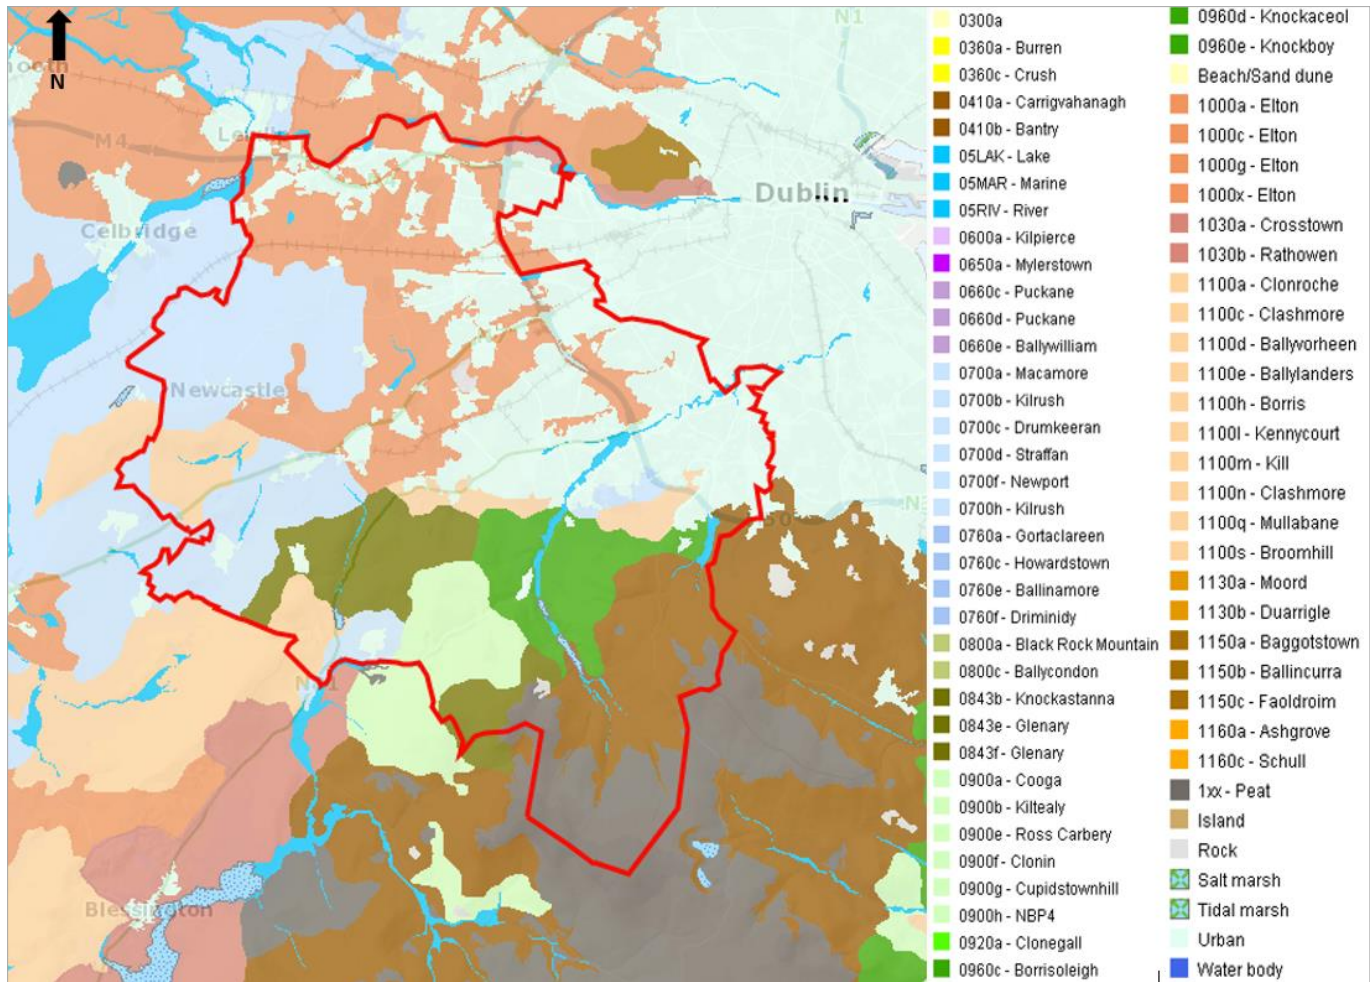 N
N1
M4
Dublin
Celbridge
Newcastle
Blessington
0300a
0360a - Burren
0360c - Crush
0410a - Carrigvahanagh
0410b - Bantry
05LAK - Lake
05MAR - Marine
05RIV - River
0600a - Kilpierce
0650a - Mylerstown
0660c - Puckane
0660d - Puckane
0660e - Ballywilliam
0700a - Macamore
0700b - Kilrush
0700c - Drumkeeran
0700d - Straffan
0700f - Newport
0700h - Kilrush
0760a - Gortaclareen
0760c - Howardstown
0760e - Ballinamore
0760f - Driminidy
0800a - Black Rock Mountain
0800c - Ballycondon
0843b - Knockastanna
0843e - Glenary
0843f - Glenary
0900a - Cooga
0900b - Kiltealy
0900e - Ross Carbery
0900f - Clonin
0900g - Cupidstownhill
0900h - NBP4
0920a - Clonegall
0960c - Borrisoleigh
0960d - Knockaceol
0960e - Knockboy
Beach/Sand dune
1000a - Elton
1000c - Elton
1000g - Elton
1000x - Elton
1030a - Crosstown
1030b - Rathowen
1100a - Clonroche
1100c - Clashmore
1100d - Ballyvorheen
1100e - Ballylanders
1100h - Borris
1100l - Kennycourt
1100m - Kill
1100n - Clashmore
1100q - Mullabane
1100s - Broomhill
1130a - Moord
1130b - Duarrigle
1150a - Baggotstown
1150b - Ballincurra
1150c - Faoldroim
1160a - Ashgrove
1160c - Schull
1xx - Peat
Island
Rock
Salt marsh
Tidal marsh
Urban
Water body